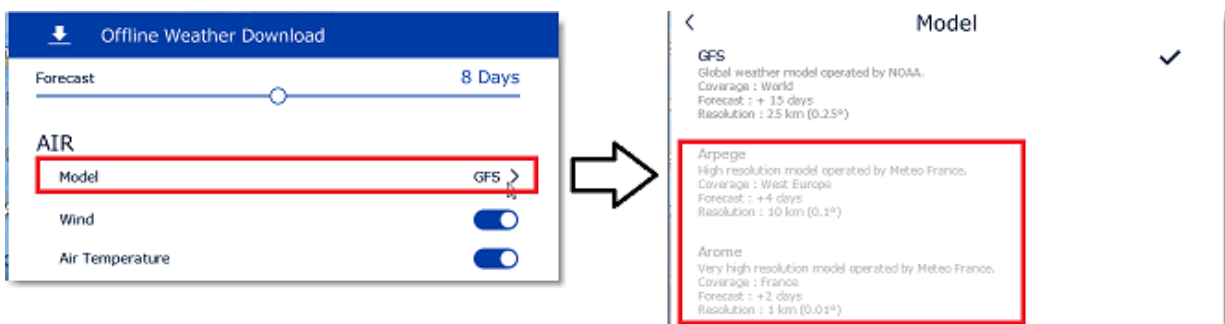 Offline Weather Download
Forecast 8 Days
AIR
Model GFS
Wind
Air Temperature
Model
GFS
Global weather model operated by NOAA.
Coverage : World
Forecast : + 15 days
Resolution : 25 km (0.25º)
Arpege
High resolution model operated by Meteo France.
Coverage : West Europe
Forecast : +4 days
Resolution : 10 km (0.1º)
Arome
Very high resolution model operated by Meteo France.
Coverage : France
Forecast : +2 days
Resolution : 1 km (0.01º)